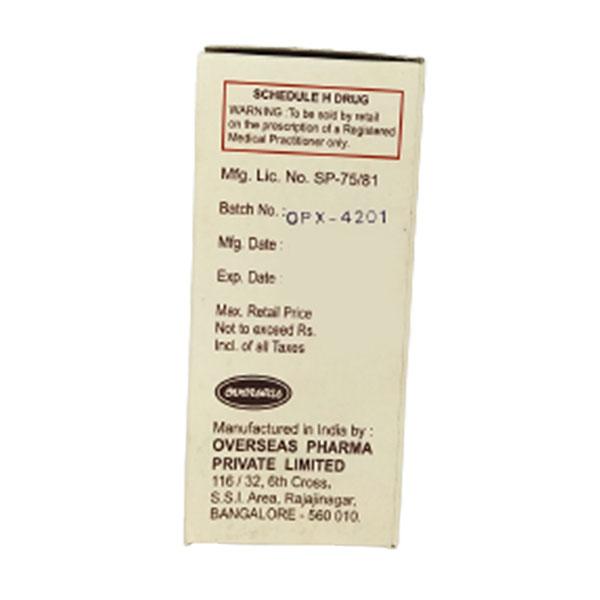 SCHEDULE H DRUG
WARNING :To be sold by retail
on the prescription of a Registered
Medical Practitioner only.
Mfg. Lic. No. SP-75/81
Batch No. :OPX-4201
Mfg. Date :
Exp. Date :
Max. Retail Price
Not to exceed Rs.
Incl. of all Taxes
Manufactured in India by :
OVERSEAS PHARMA
PRIVATE LIMITED
116 / 32, 6th Cross,
S.S.I. Area, Rajajinagar,
BANGALORE - 560 010.